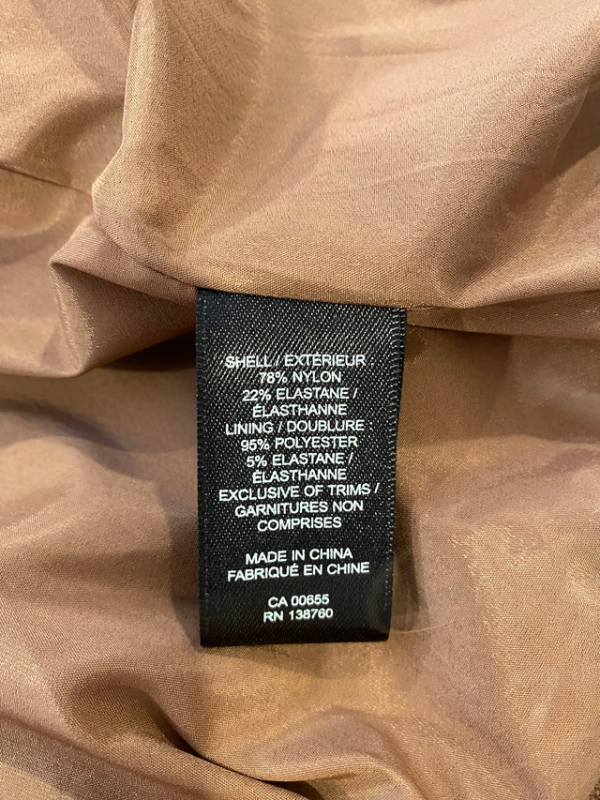 SHELL / EXTÉRIEUR :
78% NYLON
22% ELASTANE /
ÉLASTHANNE
LINING / DOUBLURE :
95% POLYESTER
5% ELASTANE /
ÉLASTHANNE
EXCLUSIVE OF TRIMS /
GARNITURES NON
COMPRISES
MADE IN CHINA
FABRIQUÉ EN CHINE
CA 00655
RN 138760